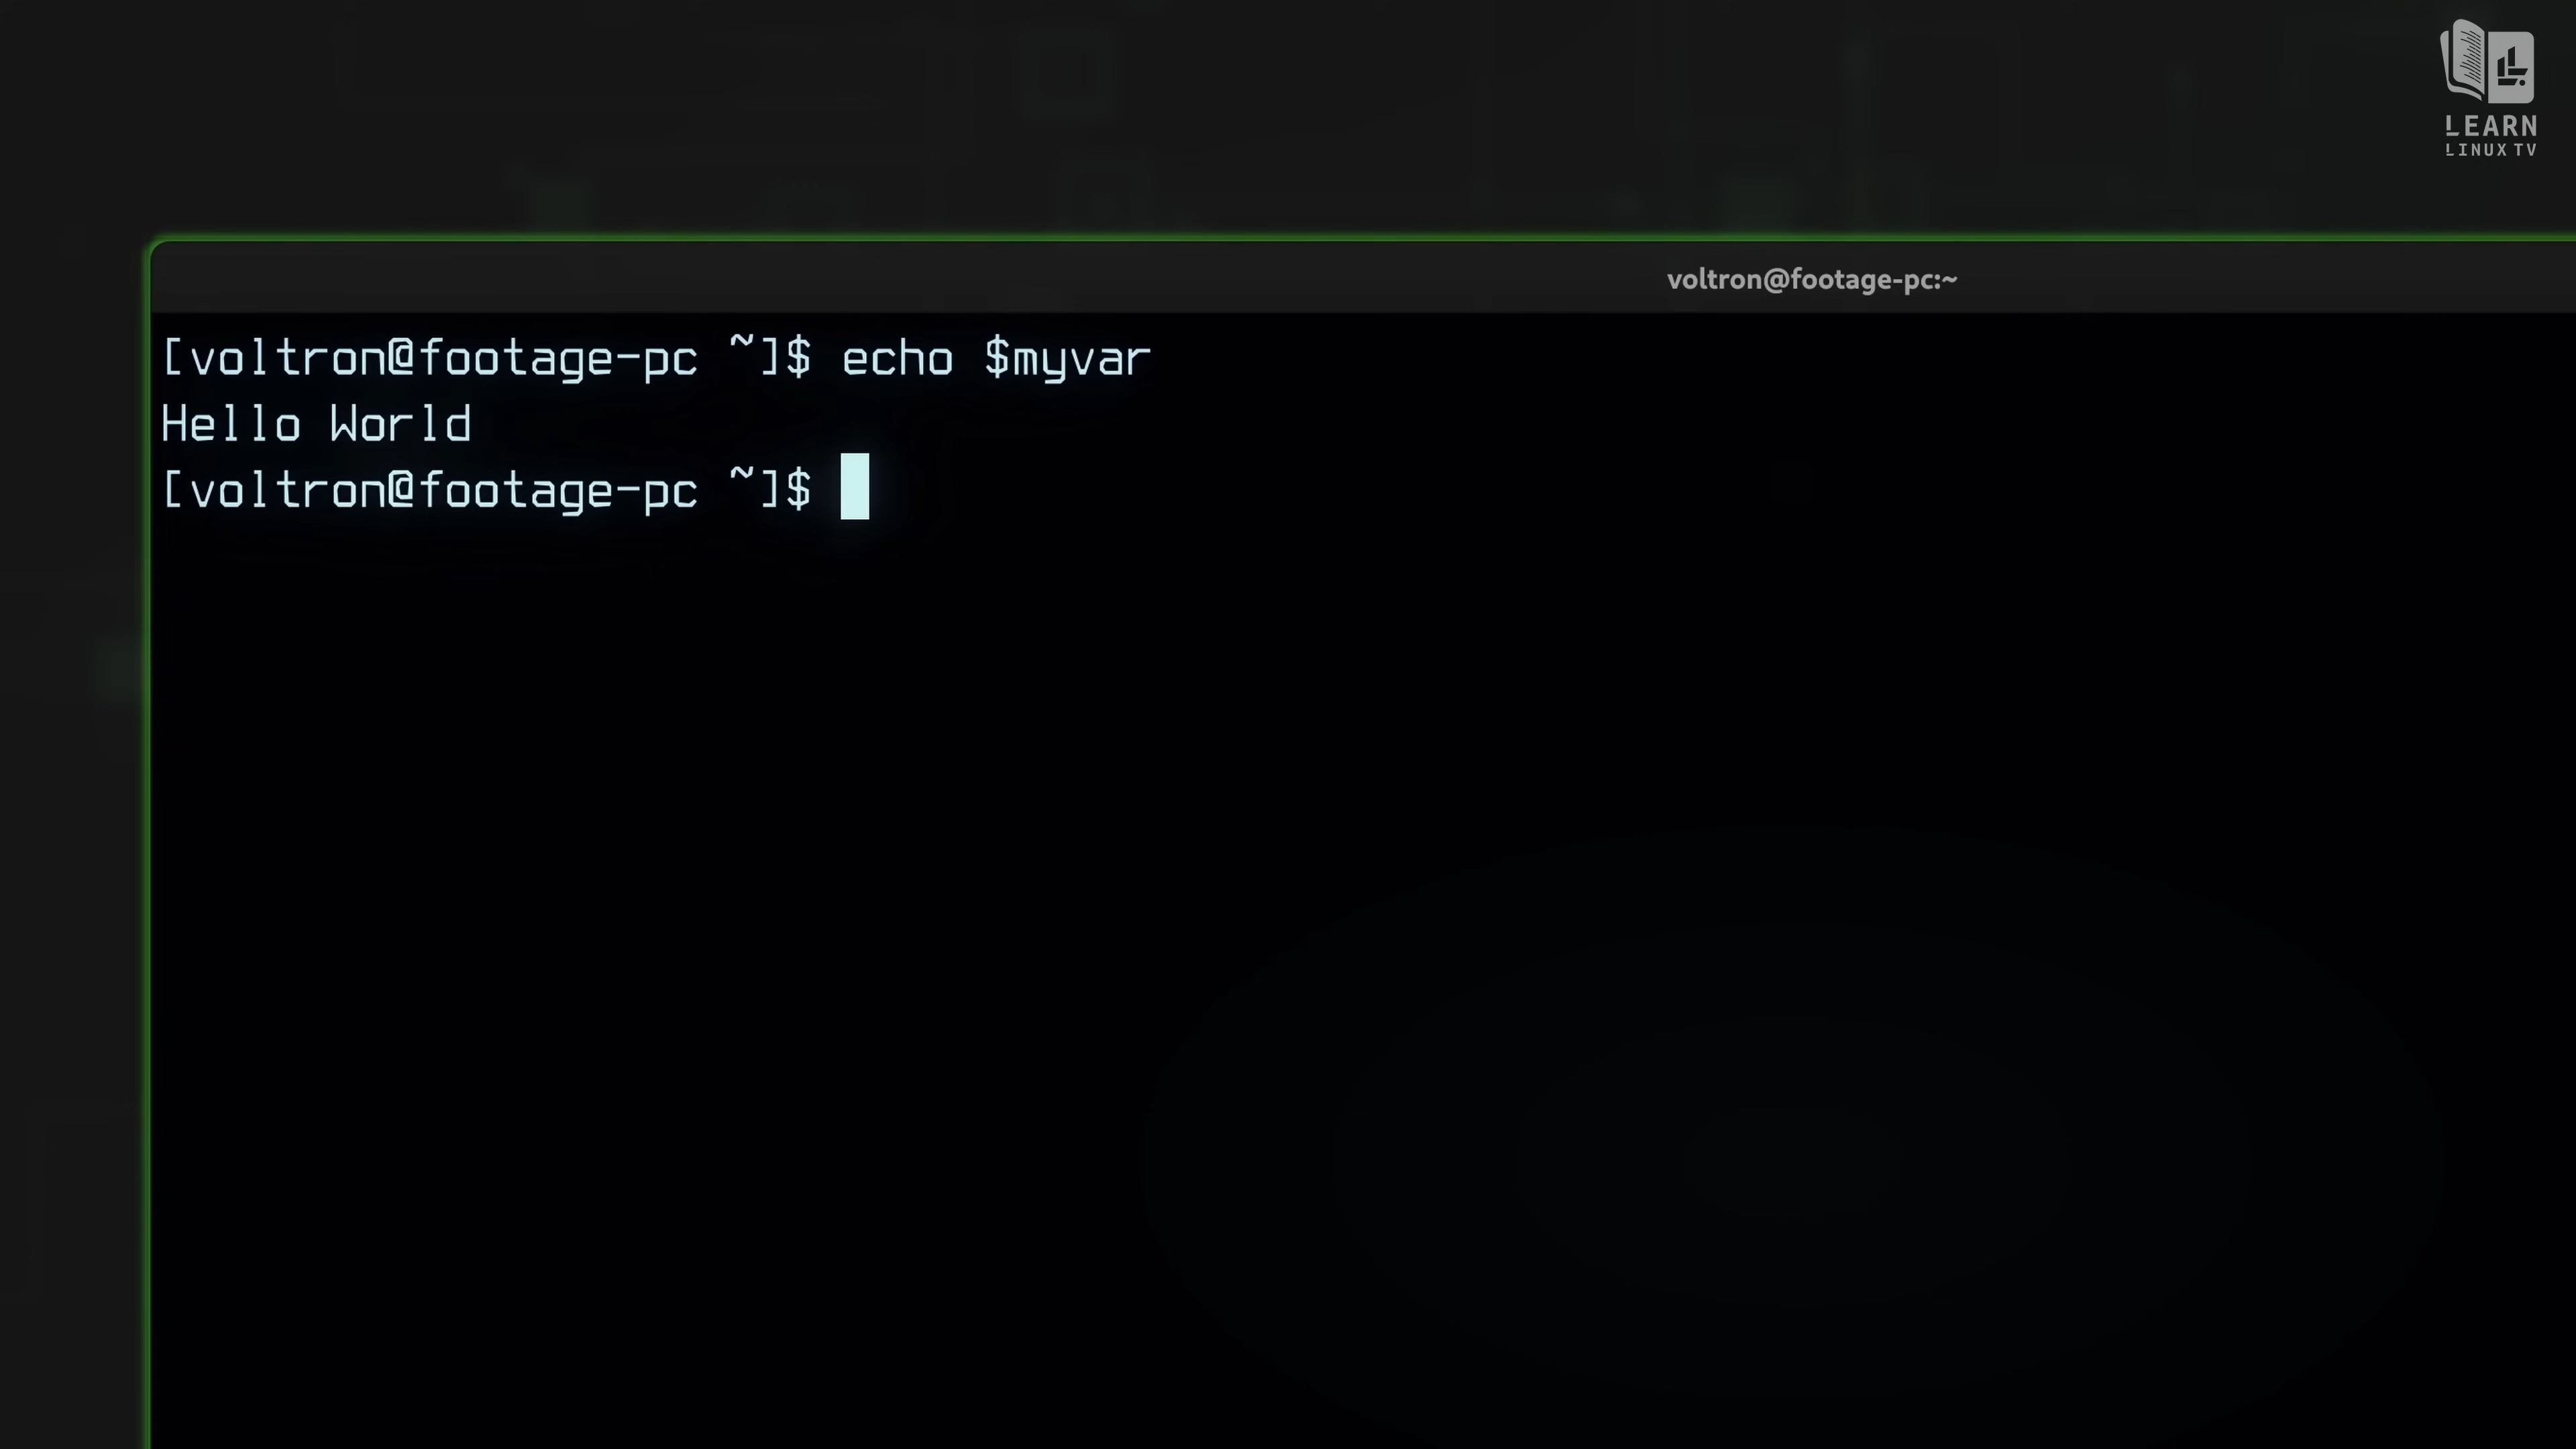 LEARN
LINUX TV
voltron@footage-pc:~
[voltron@footage-pc ~]$ echo $myvar
Hello World
[voltron@footage-pc ~]$